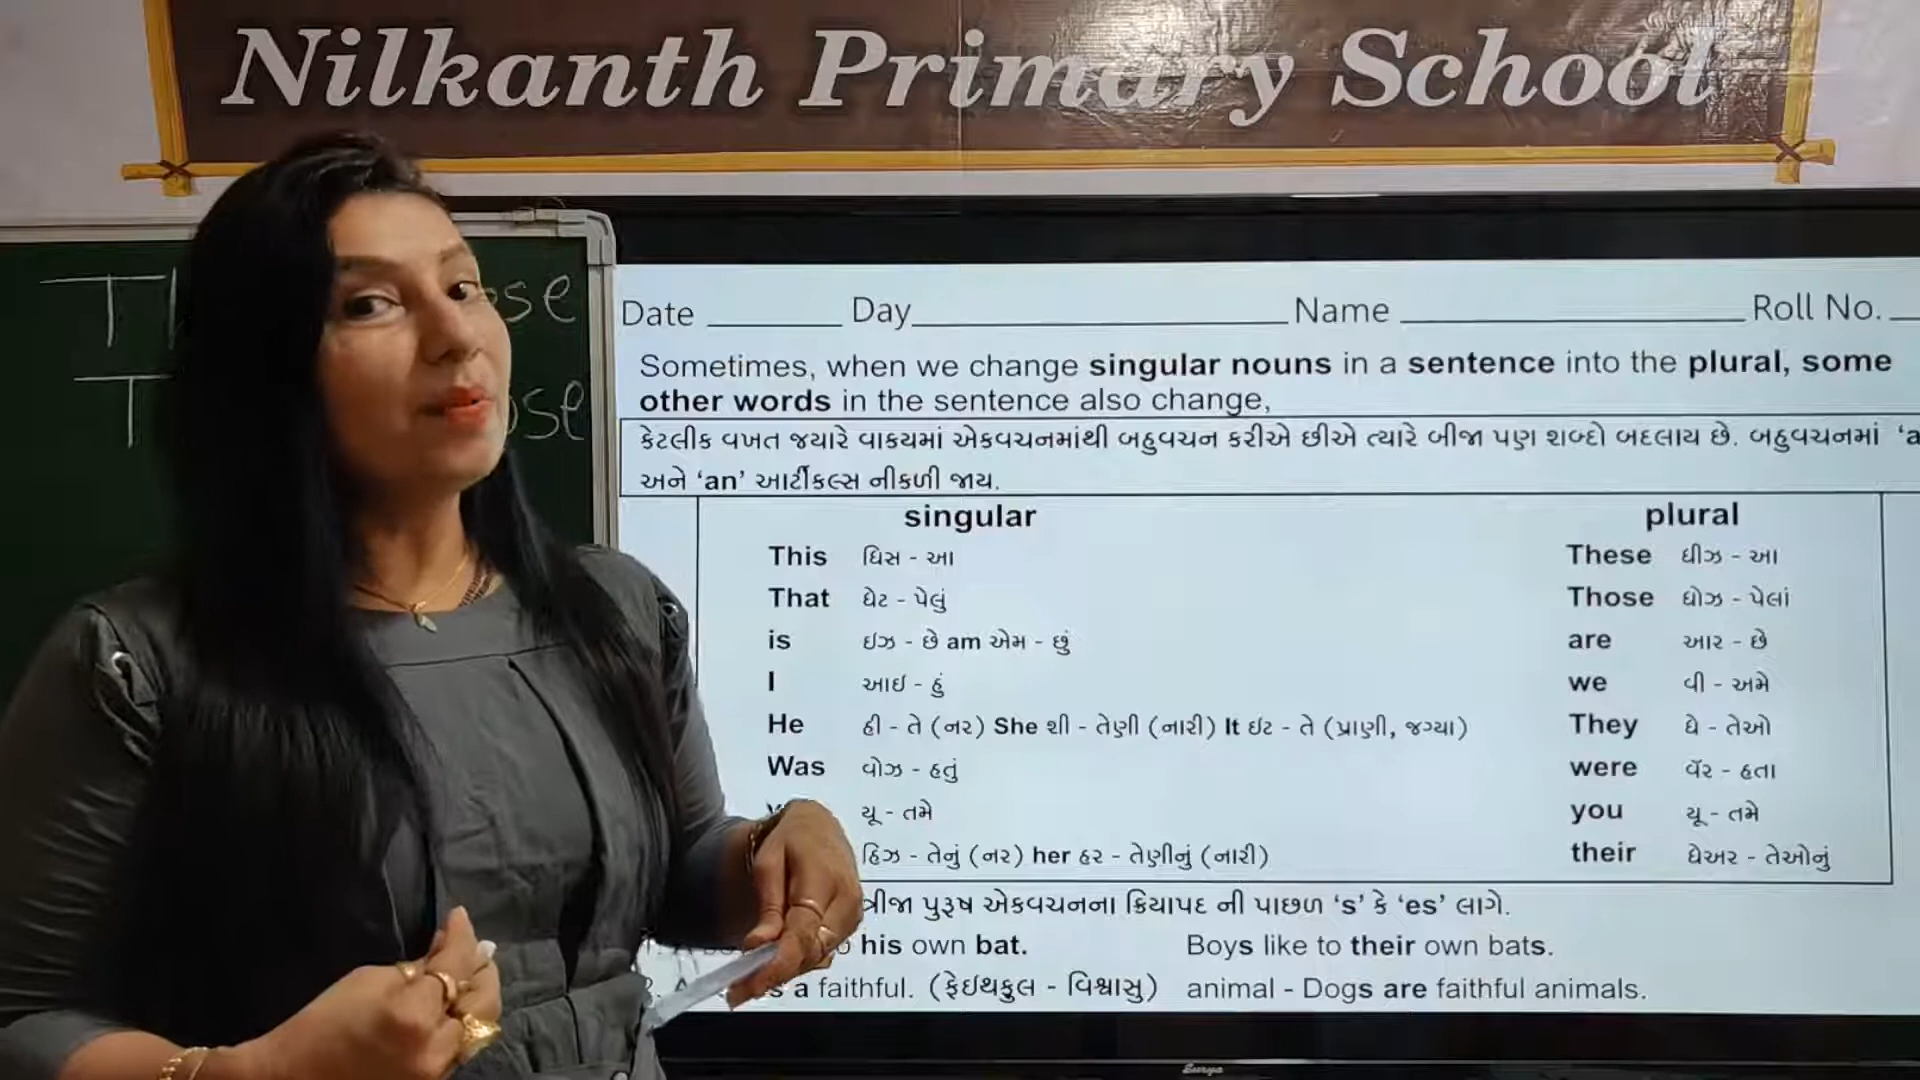 Nilkanth Primary School
Date Day Name Roll No.
Sometimes, when we change singular nouns in a sentence into the plural, some
other words in the sentence also change,
કેટલીક વખત જયારે વાકયમાં એકવચનમાંથી બહુવચન કરીએ છીએ ત્યારે બીજા પણ શબ્દો બદલાય છે. બહુવચનમાં ‘a
અને ‘an’ આર્ટીકલ્સ નીકળી જાય.
singular plural
This ધિસ - આ These ધીઝ - આ
That ધેટ - પેલું Those ધોઝ - પેલાં
is ઇઝ - છે am એમ - છું are આર - છે
I આઇ - હું we વી - અમે
He હી - તે (નર) She શી - તેણી (નારી) It ઇટ - તે (પ્રાણી, જગ્યા) They ધે - તેઓ
Was વોઝ - હતું were વૅર - હતા
યૂ - તમે you યૂ - તમે
હિઝ - તેનું (નર) her હર - તેણીનું (નારી) their ધેઅર - તેઓનું
ત્રીજા પુરૂષ એકવચનના ક્રિયાપદ ની પાછળ ‘s’ કે ‘es’ લાગે.
his own bat. Boys like to their own bats.
a faithful. (ફેઇથફુલ - વિશ્વાસુ) animal - Dogs are faithful animals.